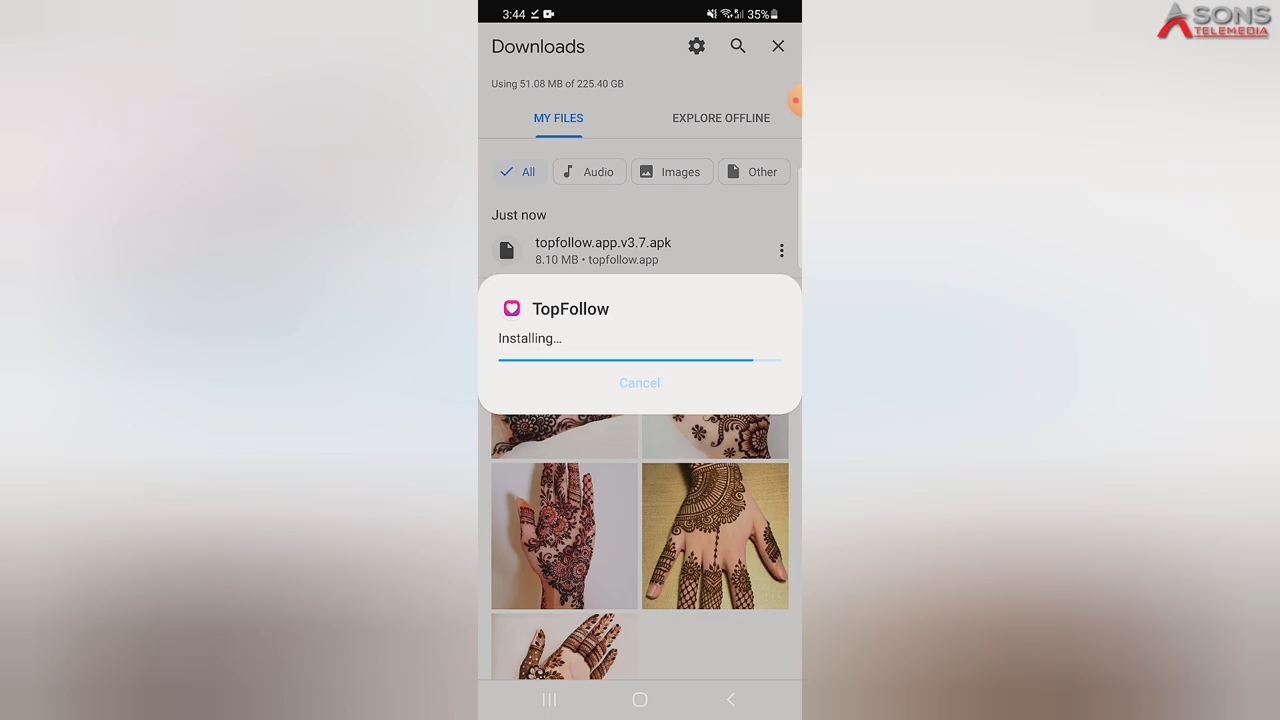 3:44
35%
A SONS
TELEMEDIA
Downloads
Using 51.08 MB of 225.40 GB
MY FILES
EXPLORE OFFLINE
All
Audio
Images
Other
Just now
topfollow.app.v3.7.apk
8.10 MB • topfollow.app
TopFollow
Installing...
Cancel